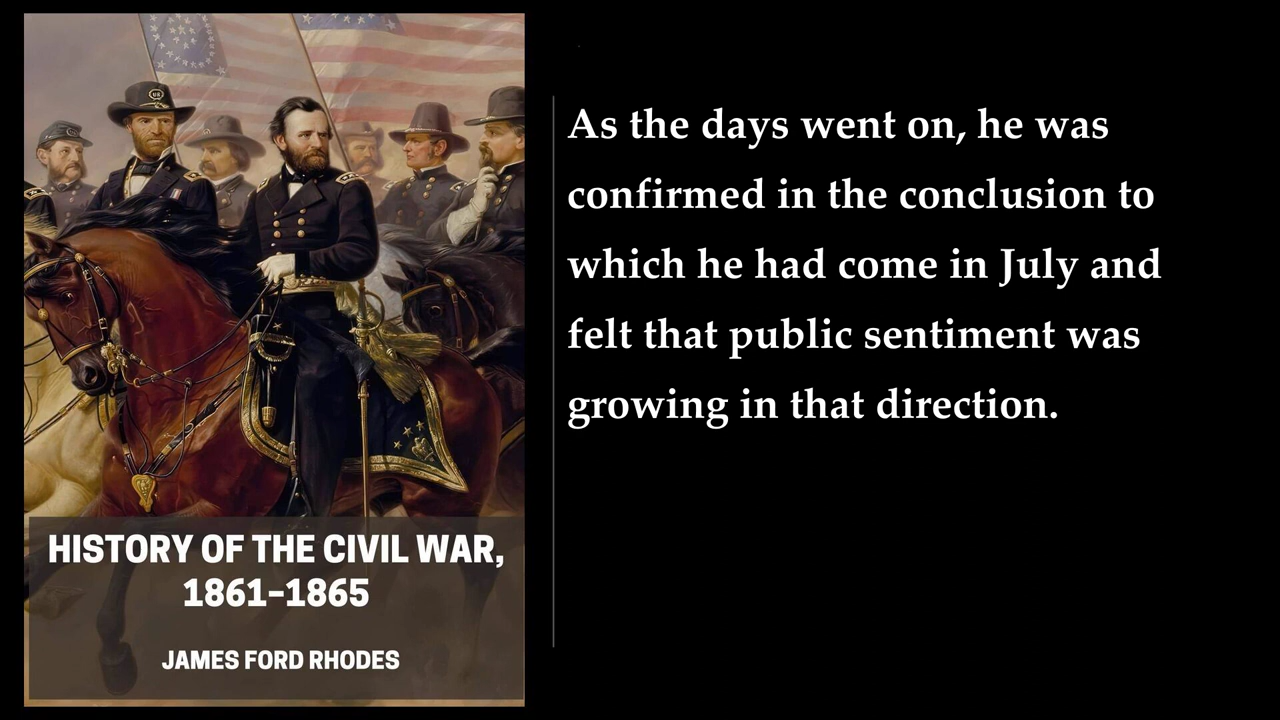 HISTORY OF THE CIVIL WAR,
1861–1865
JAMES FORD RHODES
As the days went on, he was
confirmed in the conclusion to
which he had come in July and
felt that public sentiment was
growing in that direction.